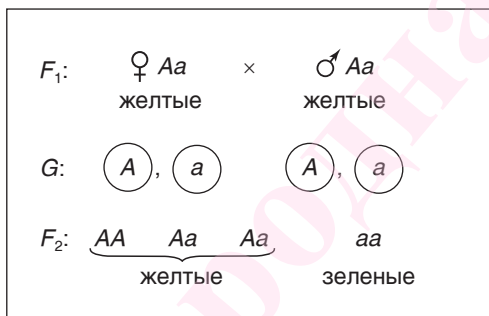 F₁: ♀ Aa × ♂ Aa
желтые желтые
G: A, a A, a
F₂: AA Aa Aa aa
желтые зеленые